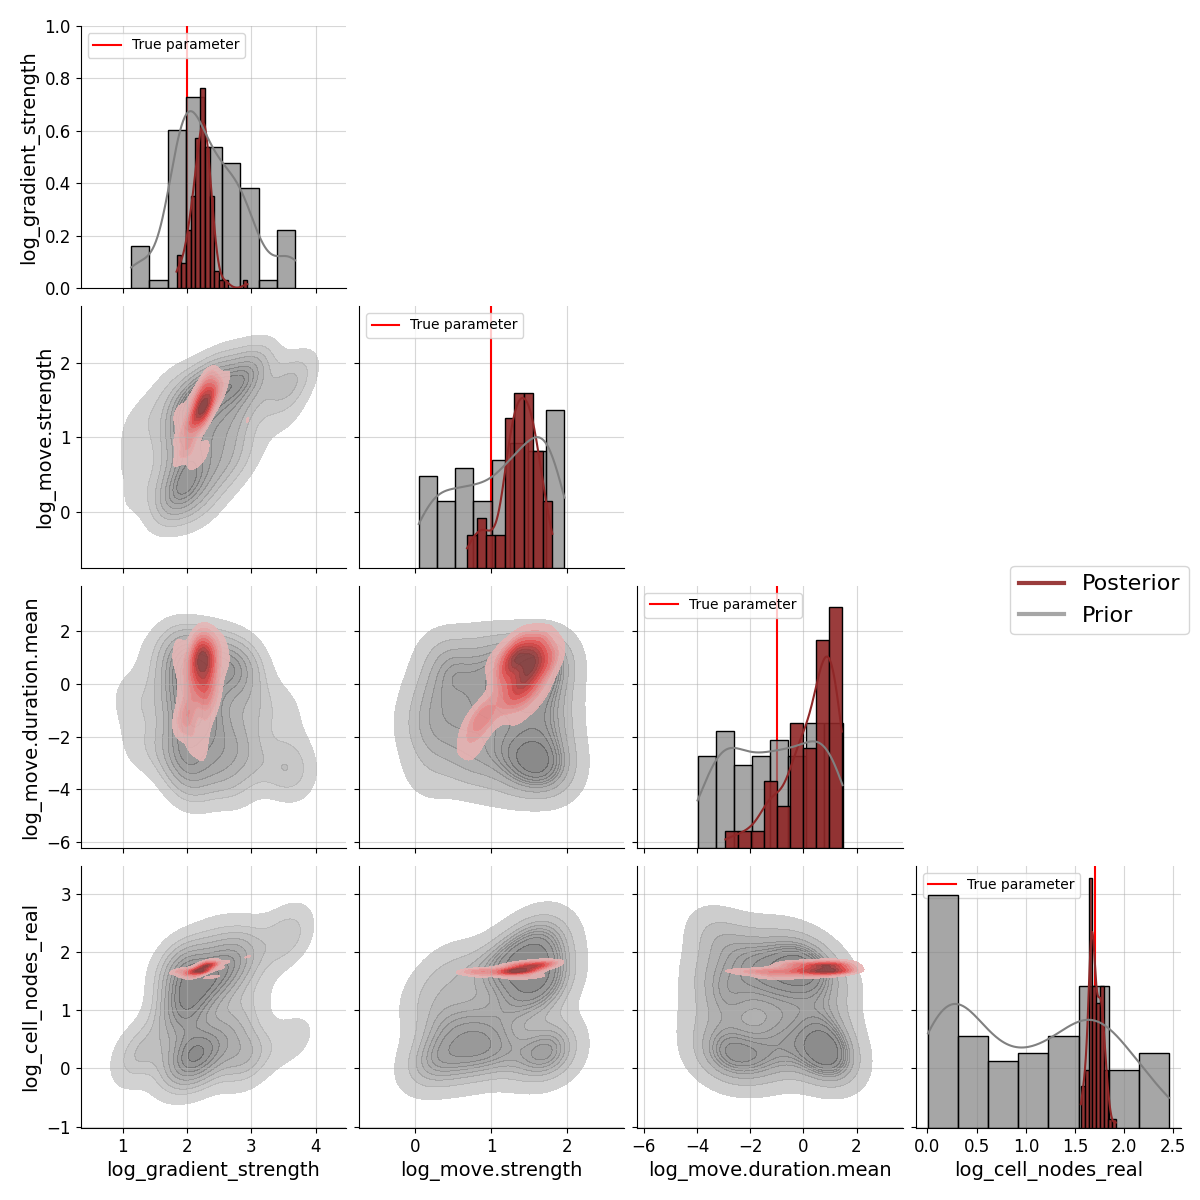 True parameter
log_gradient_strength
1.0
0.8
0.6
0.4
0.2
0.0
True parameter
log_move.strength
2
1
0
Posterior
Prior
True parameter
log_move.duration.mean
2
0
−2
−4
−6
True parameter
log_cell_nodes_real
3
2
1
0
−1
1 2 3 4
0 1 2
−6 −4 −2 0 2
0.0 0.5 1.0 1.5 2.0 2.5
log_gradient_strength
log_move.strength
log_move.duration.mean
log_cell_nodes_real